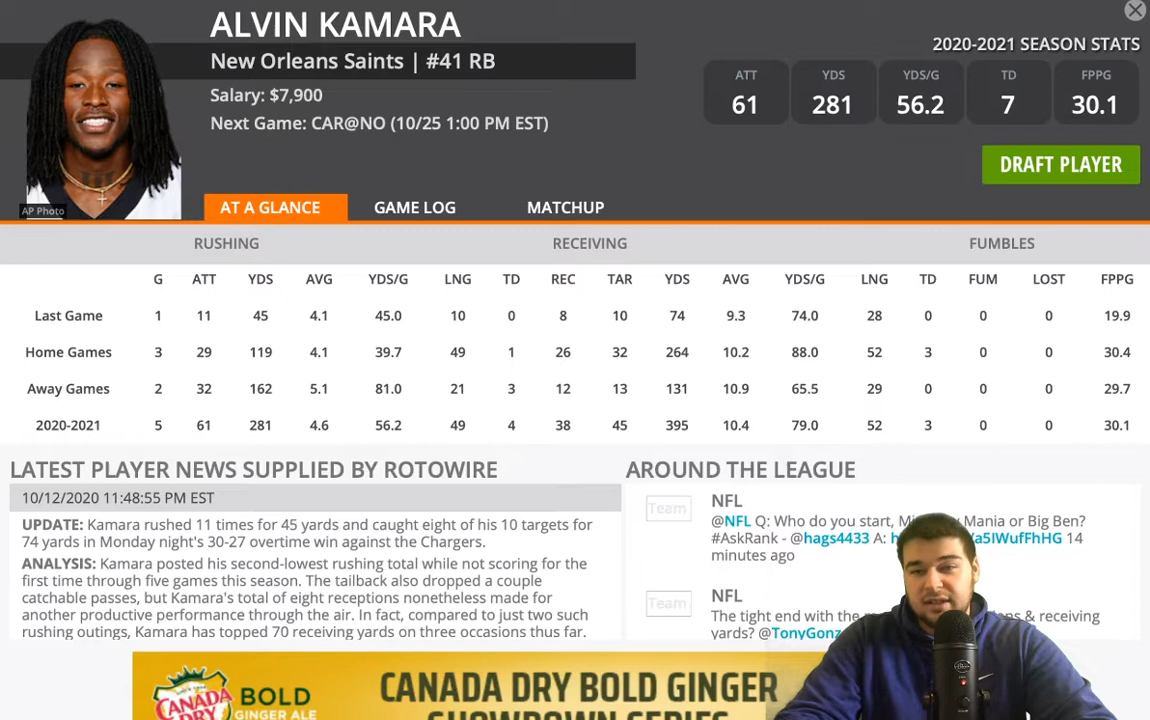 ALVIN KAMARA
New Orleans Saints | #41 RB
Salary: $7,900
Next Game: CAR@NO (10/25 1:00 PM EST)
AP Photo
2020-2021 SEASON STATS
ATT YDS YDS/G TD FPPG
61 281 56.2 7 30.1
DRAFT PLAYER
AT A GLANCE GAME LOG MATCHUP
RUSHING RECEIVING FUMBLES
G ATT YDS AVG YDS/G LNG TD REC TAR YDS AVG YDS/G LNG TD FUM LOST FPPG
Last Game 1 11 45 4.1 45.0 10 0 8 10 74 9.3 74.0 28 0 0 0 19.9
Home Games 3 29 119 4.1 39.7 49 1 26 32 264 10.2 88.0 52 3 0 0 30.4
Away Games 2 32 162 5.1 81.0 21 3 12 13 131 10.9 65.5 29 0 0 0 29.7
2020-2021 5 61 281 4.6 56.2 49 4 38 45 395 10.4 79.0 52 3 0 0 30.1
LATEST PLAYER NEWS SUPPLIED BY ROTOWIRE
10/12/2020 11:48:55 PM EST
UPDATE: Kamara rushed 11 times for 45 yards and caught eight of his 10 targets for
74 yards in Monday night's 30-27 overtime win against the Chargers.
ANALYSIS: Kamara posted his second-lowest rushing total while not scoring for the
first time through five games this season. The tailback also dropped a couple
catchable passes, but Kamara's total of eight receptions nonetheless made for
another productive performance through the air. In fact, compared to just two such
rushing outings, Kamara has topped 70 receiving yards on three occasions thus far.
AROUND THE LEAGUE
Team
NFL
@NFL Q: Who do you start, Mania or Big Ben?
#AskRank - @hags4433 A: 14
minutes ago
Team
NFL
The tight end with the & receiving
yards?
CANADA DRY
BOLD
GINGER ALE
CANADA DRY BOLD GINGER
SHOWDOWN SERIES